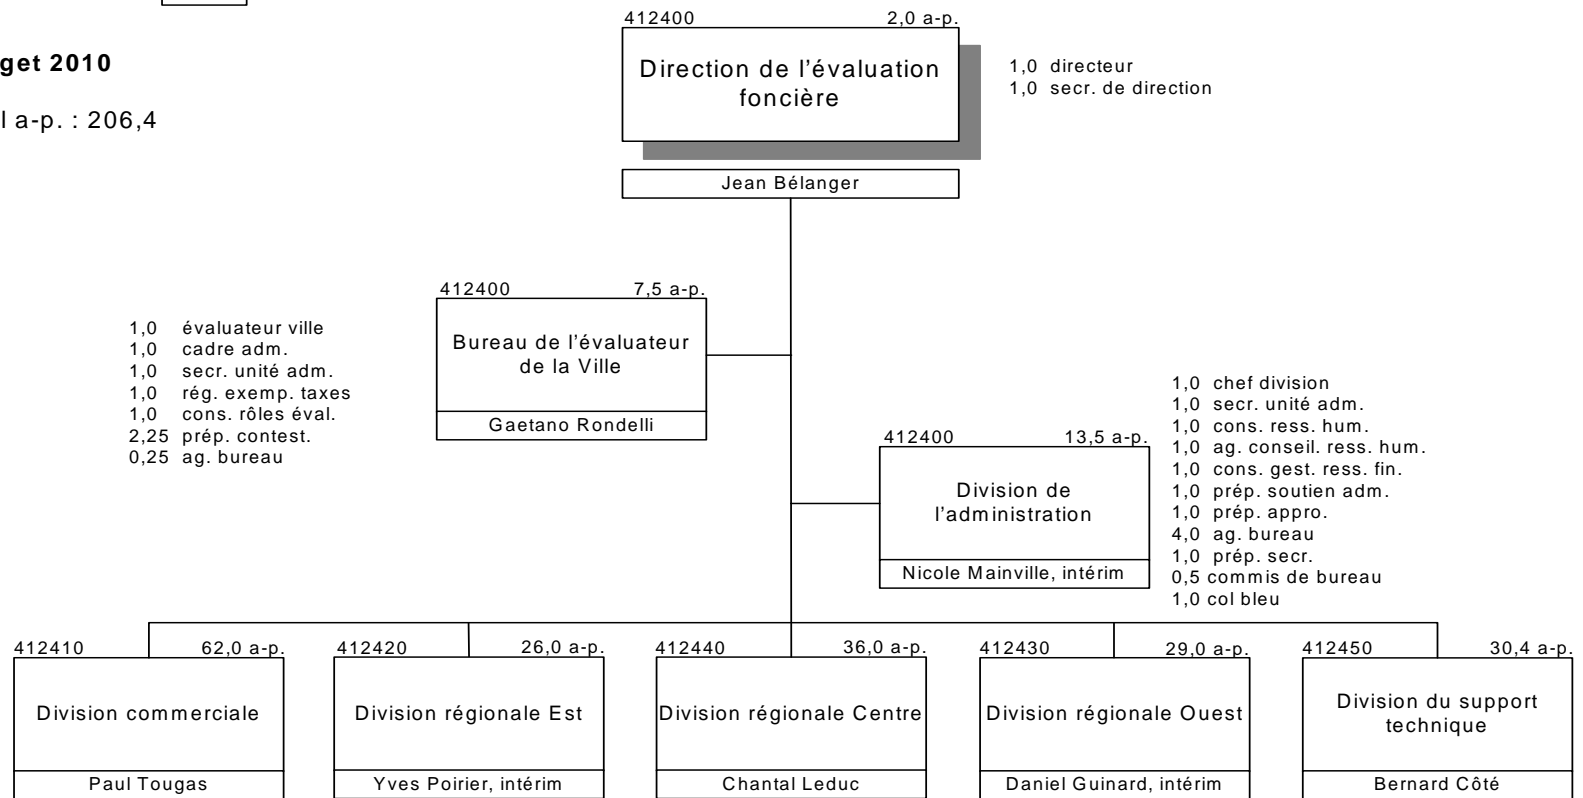 412400 2,0 a-p.
get 2010
Direction de l'évaluation
foncière
1,0 directeur
1,0 secr. de direction
l a-p. : 206,4
Jean Bélanger
412400 7,5 a-p.
Bureau de l'évaluateur
de la Ville
Gaetano Rondelli
1,0 évaluateur ville
1,0 cadre adm.
1,0 secr. unité adm.
1,0 rég. exemp. taxes
1,0 cons. rôles éval.
2,25 prép. contest.
0,25 ag. bureau
412400 13,5 a-p.
Division de
l'administration
Nicole Mainville, intérim
1,0 chef division
1,0 secr. unité adm.
1,0 cons. ress. hum.
1,0 ag. conseil. ress. hum.
1,0 cons. gest. ress. fin.
1,0 prép. soutien adm.
1,0 prép. appro.
4,0 ag. bureau
1,0 prép. secr.
0,5 commis de bureau
1,0 col bleu
412410 62,0 a-p.
Division commerciale
Paul Tougas
412420 26,0 a-p.
Division régionale Est
Yves Poirier, intérim
412440 36,0 a-p.
Division régionale Centre
Chantal Leduc
412430 29,0 a-p.
Division régionale Ouest
Daniel Guinard, intérim
412450 30,4 a-p.
Division du support
technique
Bernard Côté